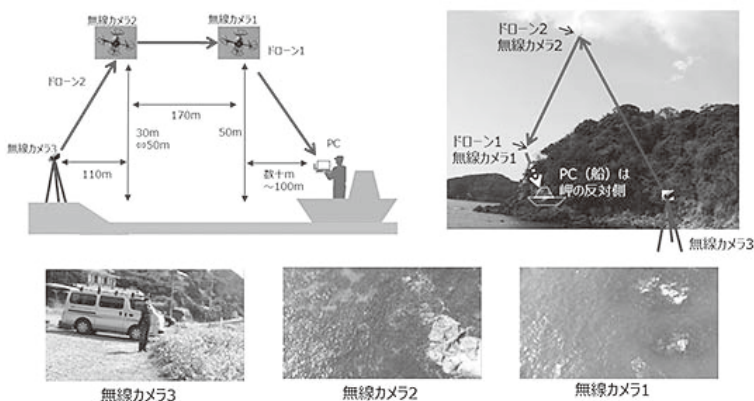 無線カメラ2
無線カメラ1
ドローン2
ドローン1
170m
30m
⇔50m
50m
PC
無線カメラ3
110m
数十m
～100m
ドローン2
無線カメラ2
ドローン1
無線カメラ1
PC（船）は
岬の反対側
無線カメラ3
無線カメラ3
無線カメラ2
無線カメラ1